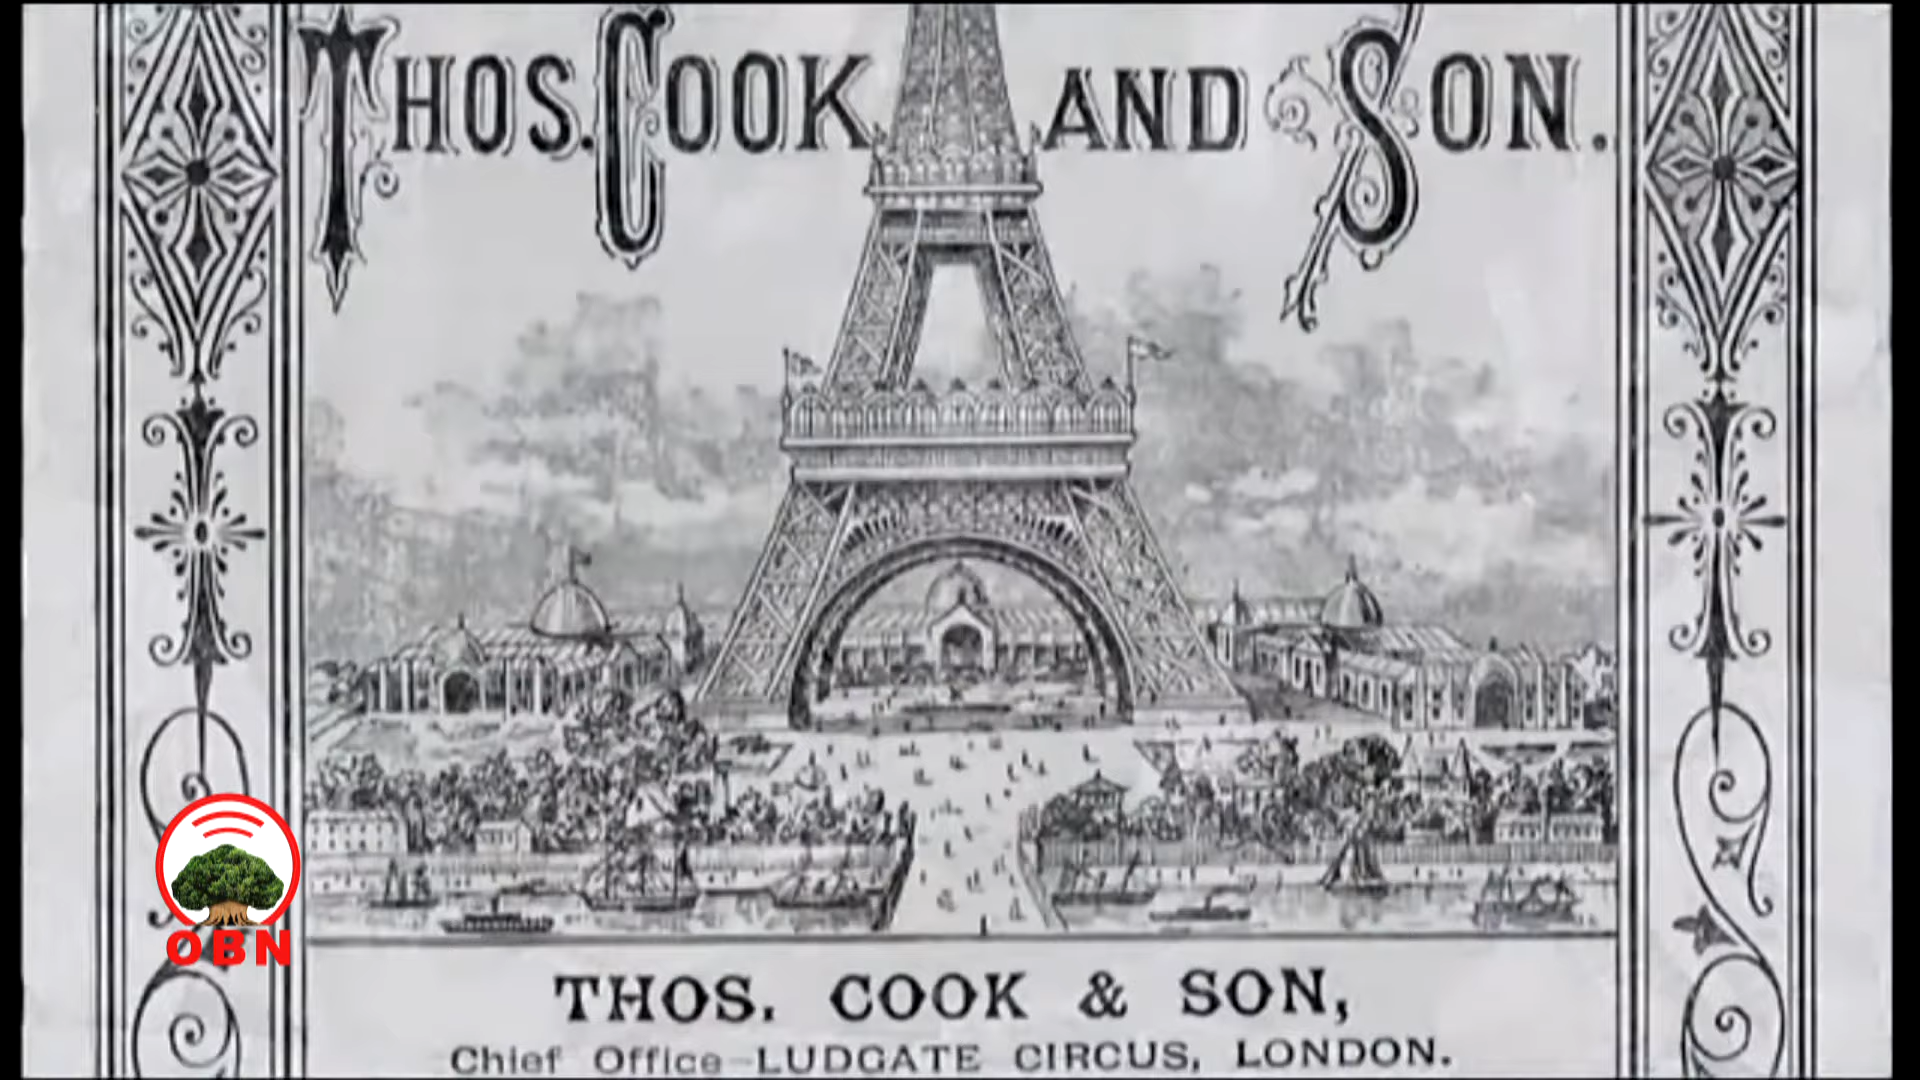 THOS. COOK AND SON.
OBN
THOS. COOK & SON,
Chief Office–LUDGATE CIRCUS, LONDON.